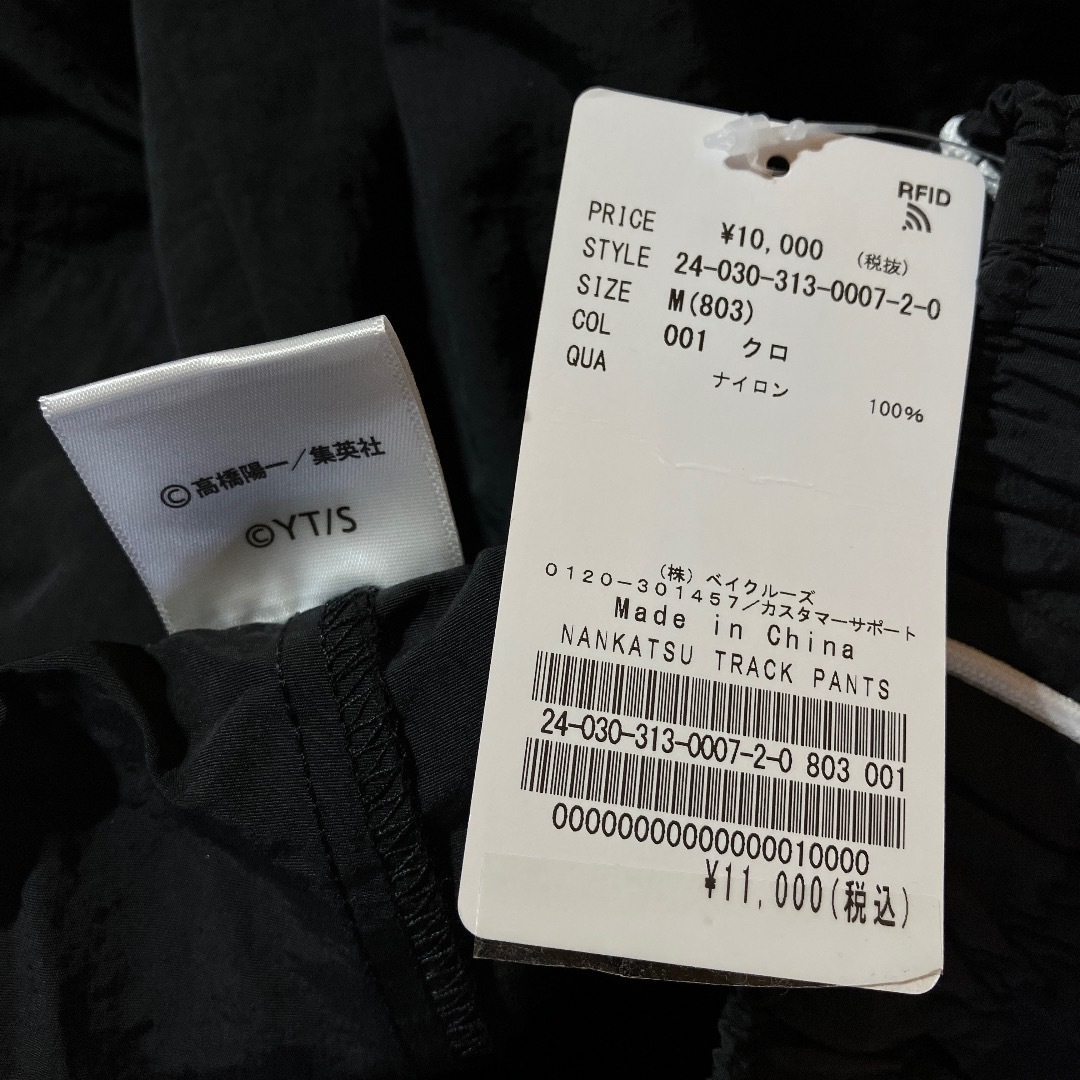 ©高橋陽一／集英社
©YT/S
RFID
PRICE ¥10,000 (税抜)
STYLE 24-030-313-0007-2-0
SIZE M(803)
COL 001 クロ
QUA ナイロン 100%
(株) ベイクルーズ
0120-301457/カスタマーサポート
Made in China
NANKATSU TRACK PANTS
24-030-313-0007-2-0 803 001
00000000000000010000
¥11,000(税込)